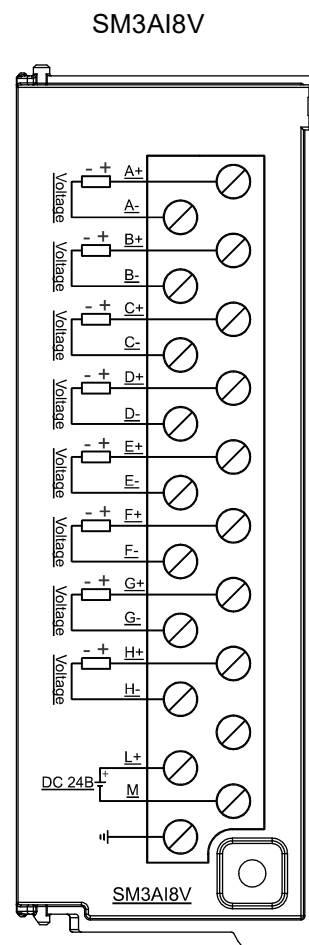 SM3AI8V
- + A+
Voltage
A-
- + B+
Voltage
B-
- + C+
Voltage
C-
- + D+
Voltage
D-
- + E+
Voltage
E-
- + F+
Voltage
F-
- + G+
Voltage
G-
- + H+
Voltage
H-
L+
DC 24B +
M
SM3AI8V